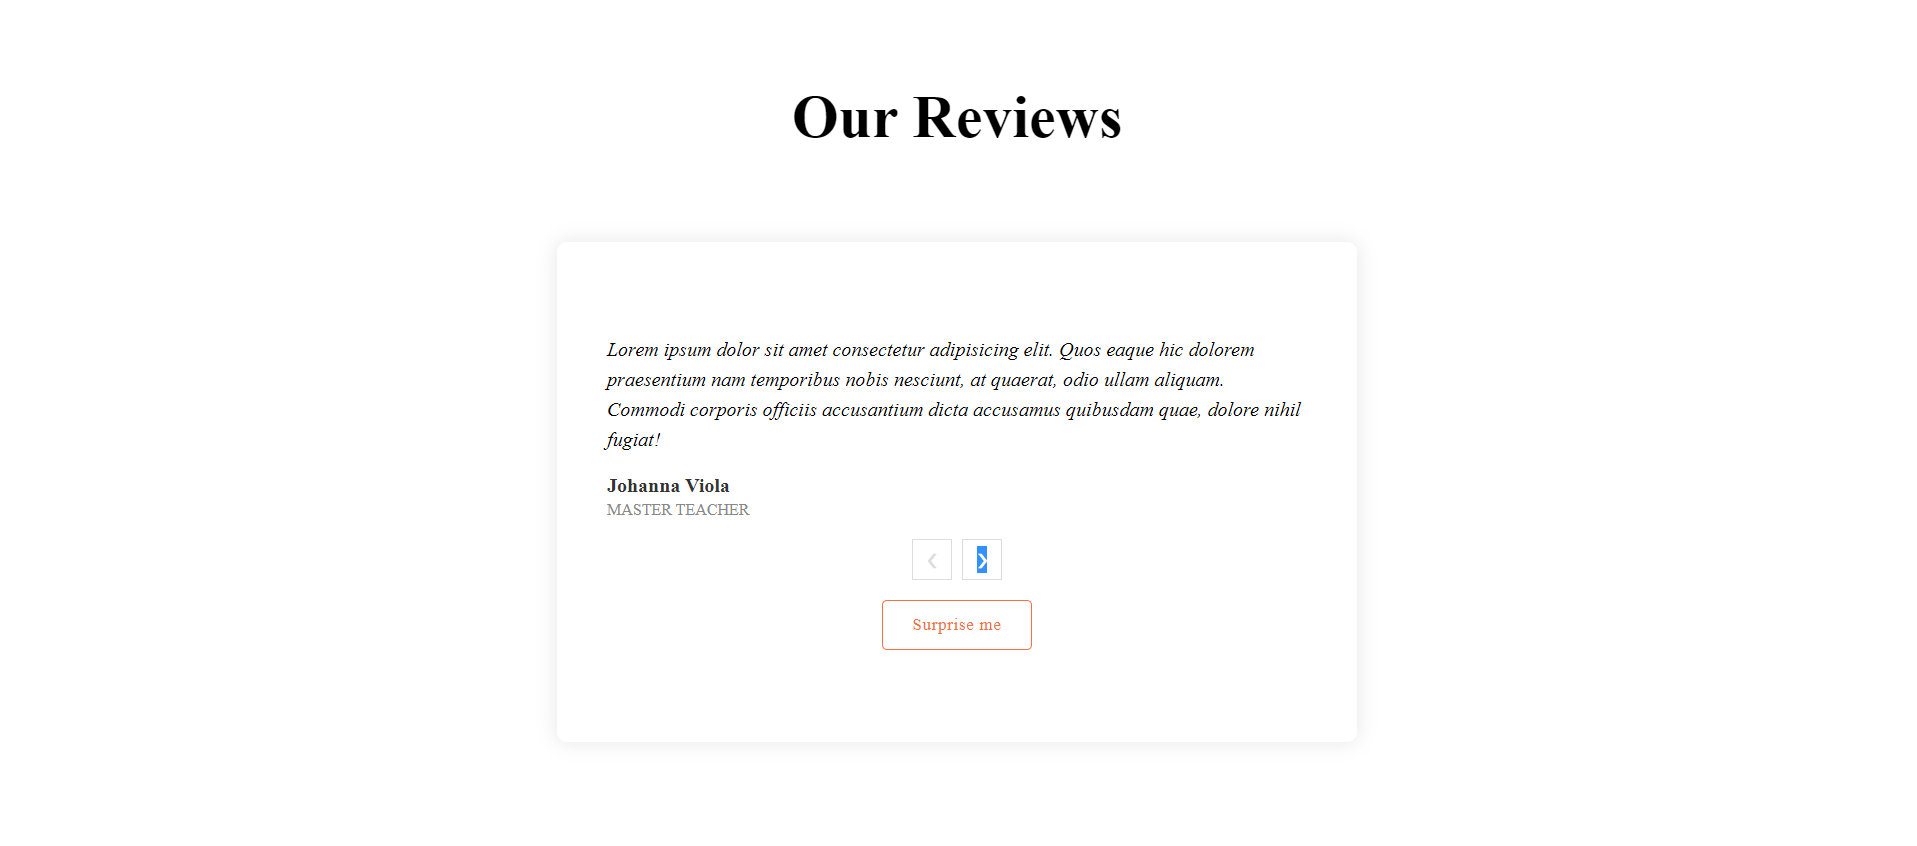 Our Reviews
Lorem ipsum dolor sit amet consectetur adipisicing elit. Quos eaque hic dolorem
praesentium nam temporibus nobis nesciunt, at quaerat, odio ullam aliquam.
Commodi corporis officiis accusantium dicta accusamus quibusdam quae, dolore nihil
fugiat!
Johanna Viola
MASTER TEACHER
‹ ›
Surprise me